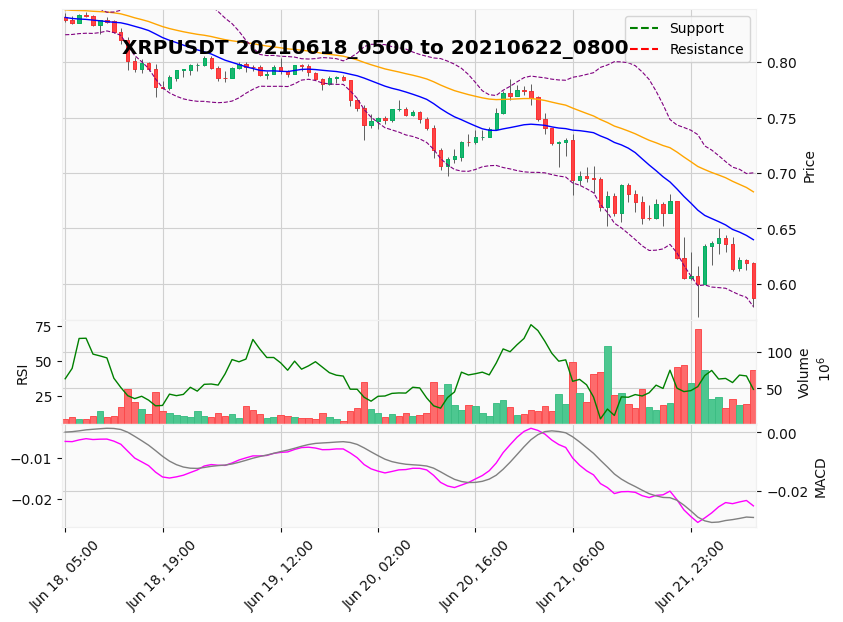 XRPUSDT 20210618_0500 to 20210622_0800
Support
Resistance
0.80
0.75
0.70
0.65
0.60
Price
75
50
25
RSI
100
50
Volume
10^6
−0.01
−0.02
0.00
−0.02
MACD
Jun 18, 05:00
Jun 18, 19:00
Jun 19, 12:00
Jun 20, 02:00
Jun 20, 16:00
Jun 21, 06:00
Jun 21, 23:00